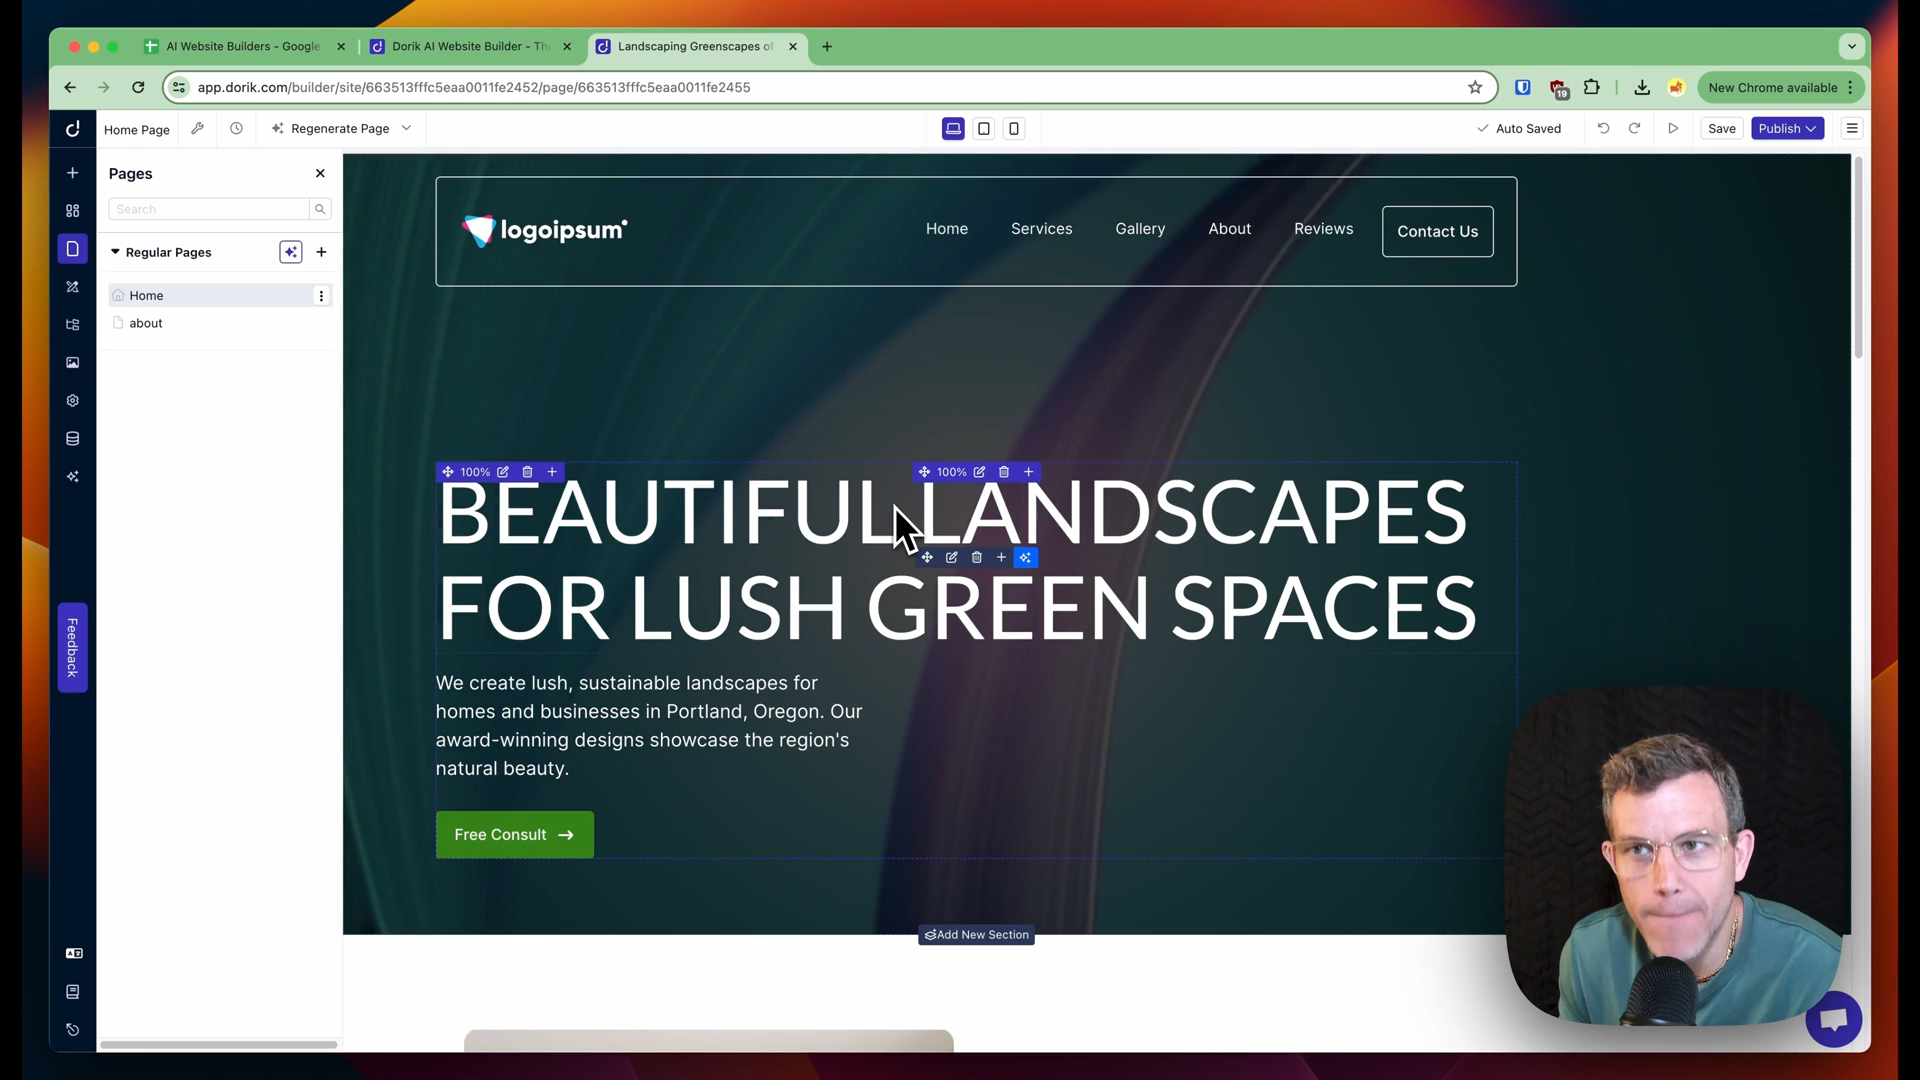 AI Website Builders - Google
Dorik AI Website Builder - Th
Landscaping Greenscapes of
app.dorik.com/builder/site/663513fffc5eaa0011fe2452/page/663513fffc5eaa0011fe2455
19
New Chrome available
Home Page
Regenerate Page
Auto Saved
Save
Publish
Pages
Search
Regular Pages
Home
about
Feedback
logoipsum
Home
Services
Gallery
About
Reviews
Contact Us
100%
100%
BEAUTIFUL LANDSCAPES
FOR LUSH GREEN SPACES
We create lush, sustainable landscapes for
homes and businesses in Portland, Oregon. Our
award-winning designs showcase the region's
natural beauty.
Free Consult →
Add New Section